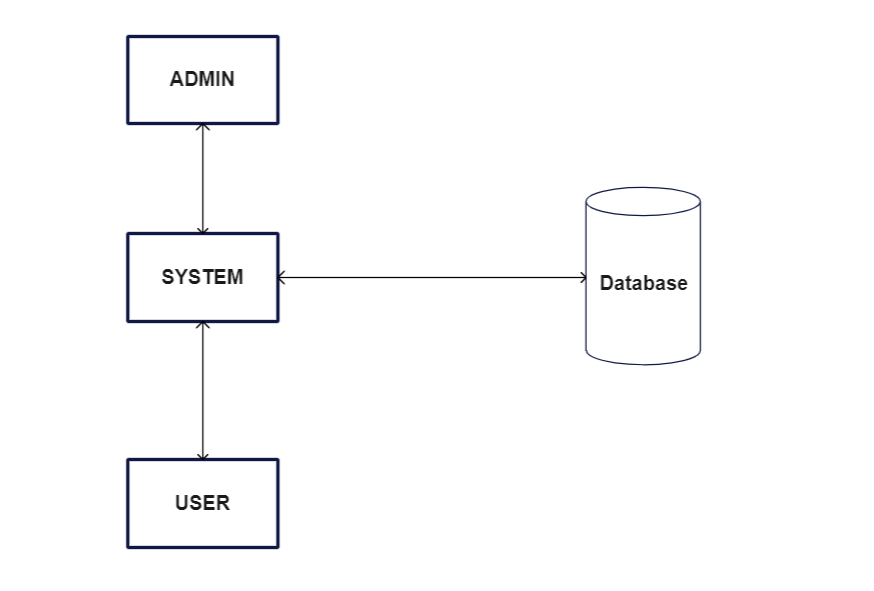 ADMIN
SYSTEM
Database
USER